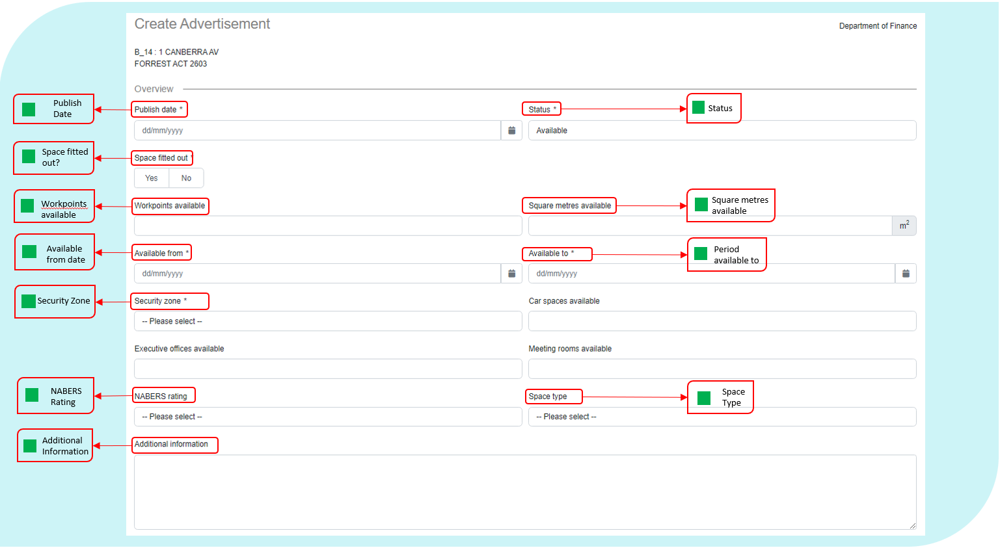 Create Advertisement
Department of Finance
B_14 : 1 CANBERRA AV
FORREST ACT 2603
Overview
Publish
Date
Publish date *
Status *
Status
dd/mm/yyyy
Available
Space fitted
out?
Space fitted out *
Yes
No
Workpoints
available
Workpoints available
Square metres available
Square metres
available
m²
Available
from date
Available from *
Available to *
Period
available to
dd/mm/yyyy
dd/mm/yyyy
Security Zone
Security zone *
Car spaces available
-- Please select --
Executive offices available
Meeting rooms available
NABERS
Rating
NABERS rating
Space type
Space
Type
-- Please select --
-- Please select --
Additional
Information
Additional information